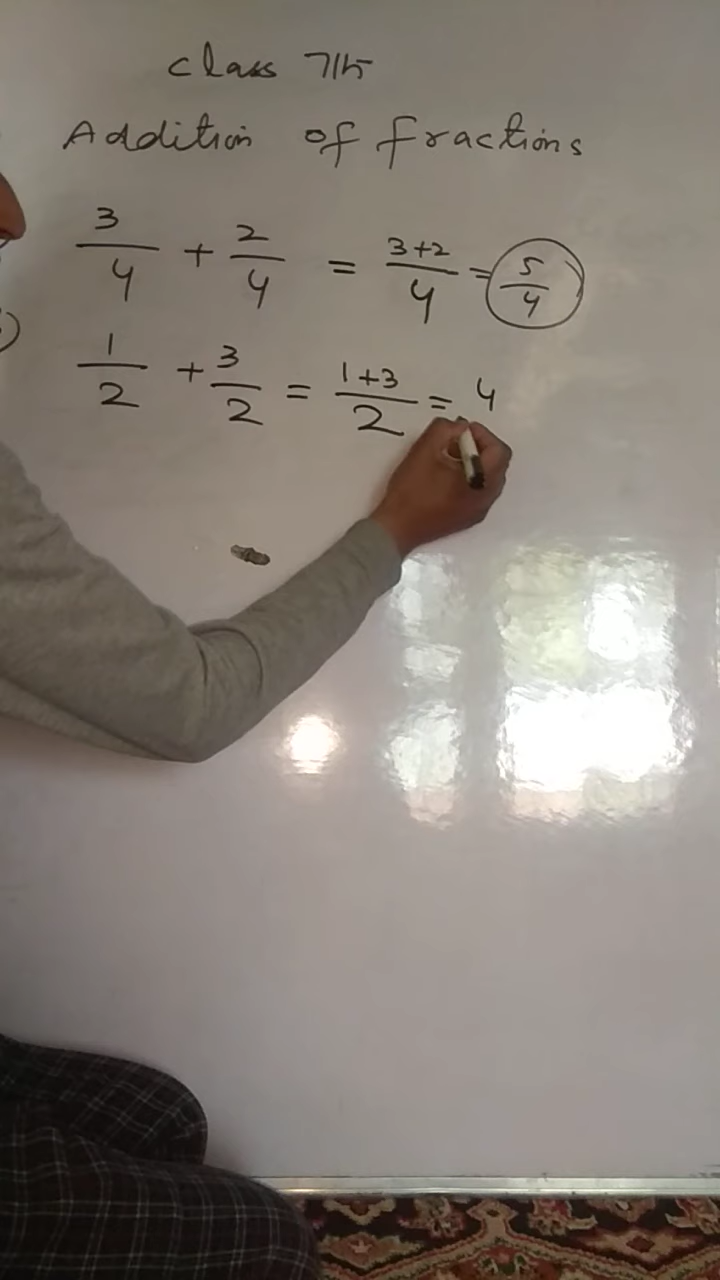 Class 7th
Addition of fractions
3/4 + 2/4 = 3+2/4 = 5/4
1/2 + 3/2 = 1+3/2 = 4